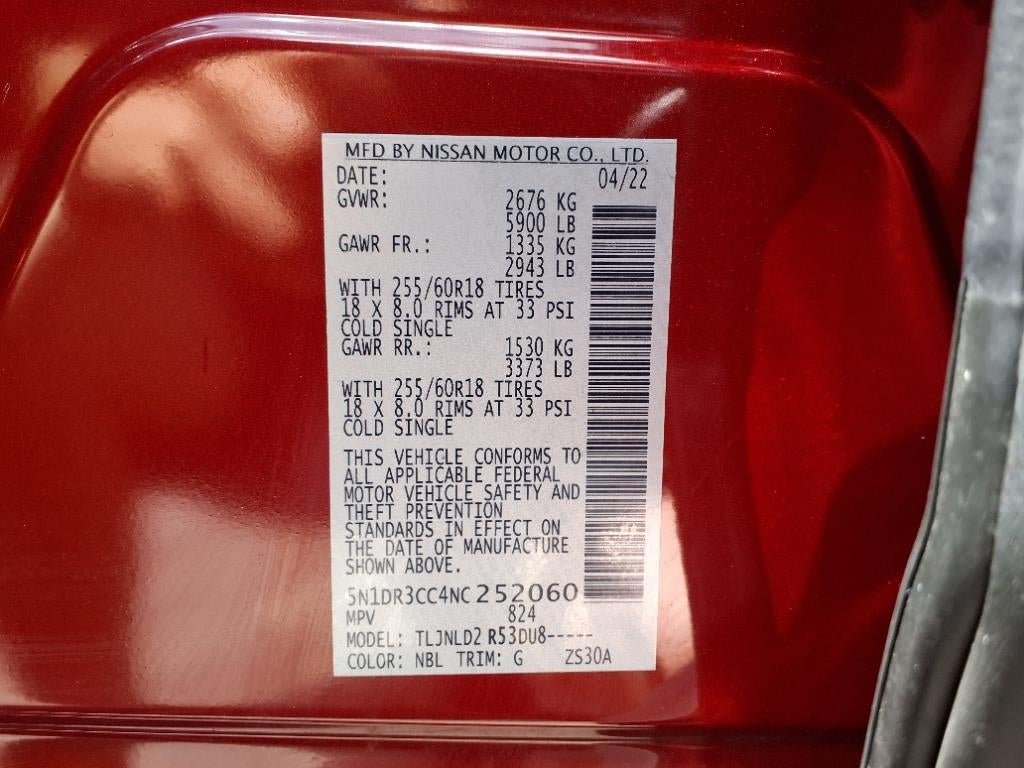 MFD BY NISSAN MOTOR CO., LTD.
DATE: 04/22
GVWR: 2676 KG
5900 LB
GAWR FR.: 1335 KG
2943 LB
WITH 255/60R18 TIRES
18 X 8.0 RIMS AT 33 PSI
COLD SINGLE
GAWR RR.: 1530 KG
3373 LB
WITH 255/60R18 TIRES
18 X 8.0 RIMS AT 33 PSI
COLD SINGLE
THIS VEHICLE CONFORMS TO
ALL APPLICABLE FEDERAL
MOTOR VEHICLE SAFETY AND
THEFT PREVENTION
STANDARDS IN EFFECT ON
THE DATE OF MANUFACTURE
SHOWN ABOVE.
5N1DR3CC4NC252060
MPV 824
MODEL: TLJNLD2 R53DU8-----
COLOR: NBL TRIM: G ZS30A